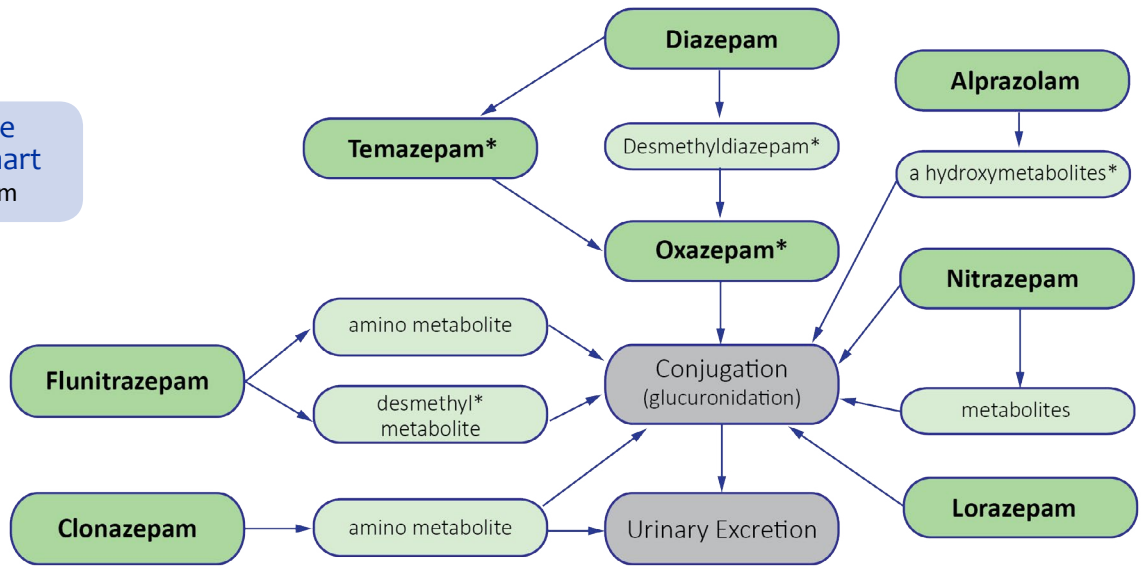 Diazepam
Alprazolam
Temazepam*
Desmethyldiazepam*
a hydroxymetabolites*
Oxazepam*
Nitrazepam
amino metabolite
Flunitrazepam
desmethyl*
metabolite
Conjugation
(glucuronidation)
metabolites
Clonazepam
amino metabolite
Urinary Excretion
Lorazepam